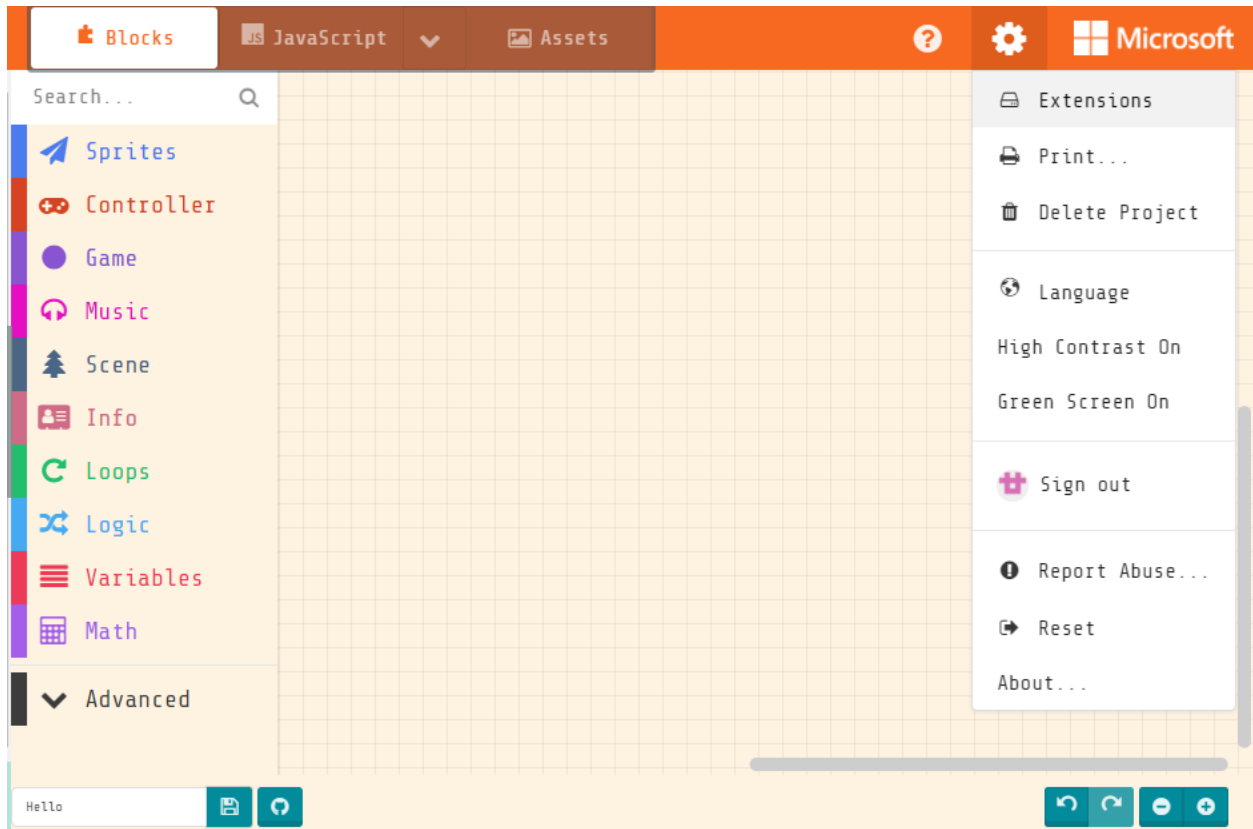 Blocks
JS JavaScript
Assets
Microsoft
Search...
Sprites
Controller
Game
Music
Scene
Info
Loops
Logic
Variables
Math
Advanced
Extensions
Print...
Delete Project
Language
High Contrast On
Green Screen On
Sign out
Report Abuse...
Reset
About...
Hello